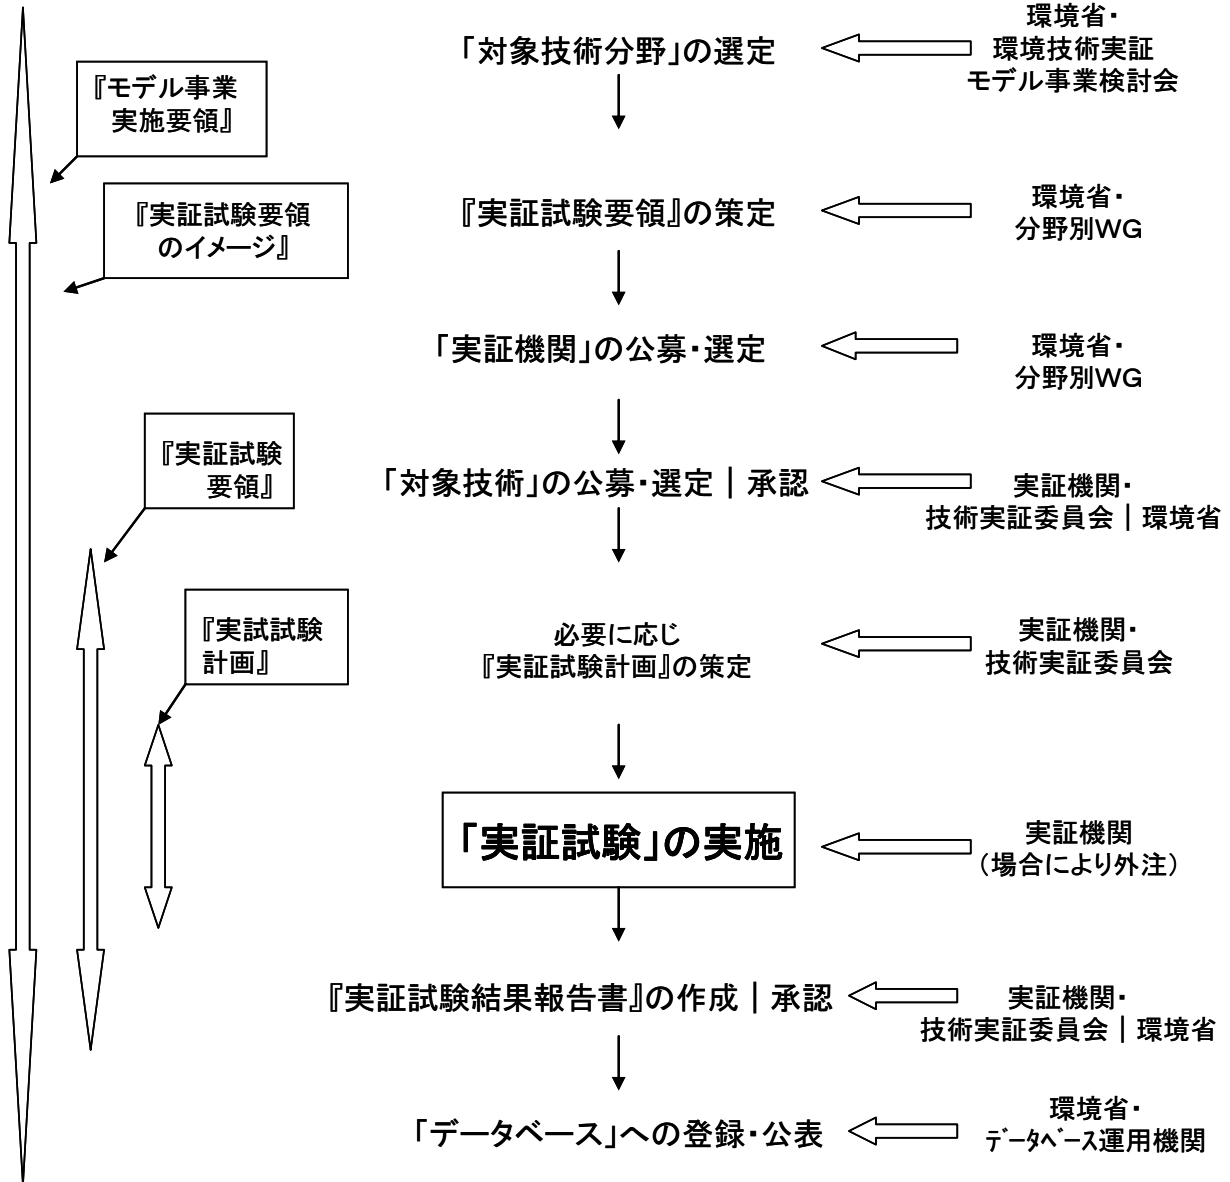 「対象技術分野」の選定
環境省・
環境技術実証
モデル事業検討会
『モデル事業
実施要領』
『実証試験要領
のイメージ』
『実証試験要領』の策定
環境省・
分野別WG
「実証機関」の公募・選定
環境省・
分野別WG
『実証試験
要領』
「対象技術」の公募・選定｜承認
実証機関・
技術実証委員会｜環境省
『実試試験
計画』
必要に応じ
『実証試験計画』の策定
実証機関・
技術実証委員会
「実証試験」の実施
実証機関
（場合により外注）
『実証試験結果報告書』の作成｜承認
実証機関・
技術実証委員会｜環境省
「データベース」への登録・公表
環境省・
ﾃﾞｰﾀﾍﾞｰｽ運用機関